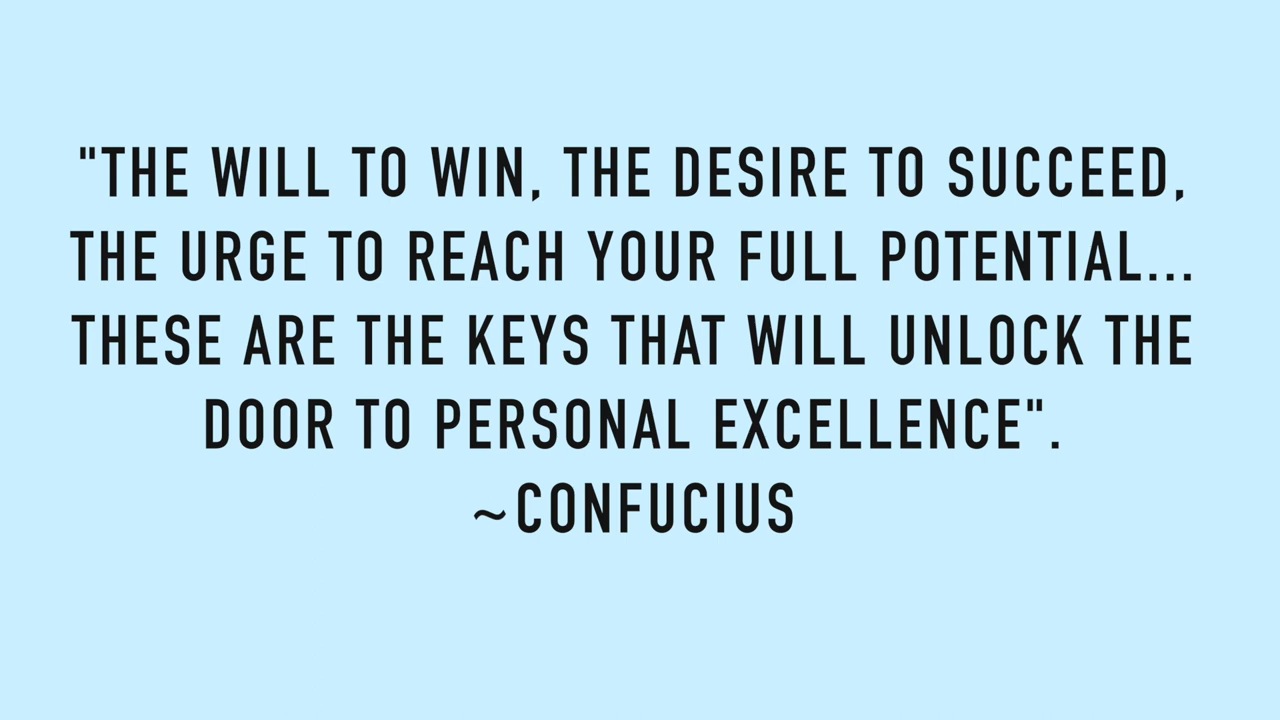 "THE WILL TO WIN, THE DESIRE TO SUCCEED,
THE URGE TO REACH YOUR FULL POTENTIAL...
THESE ARE THE KEYS THAT WILL UNLOCK THE
DOOR TO PERSONAL EXCELLENCE".
~CONFUCIUS